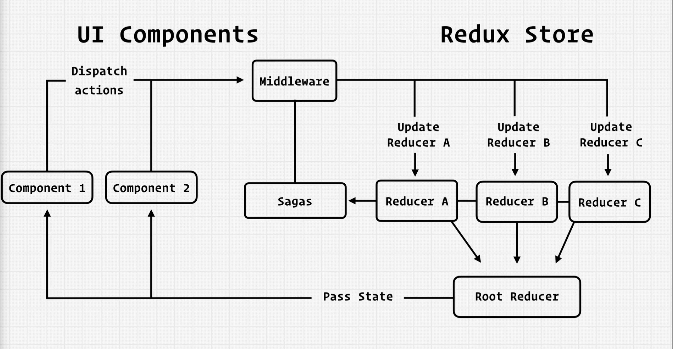 UI Components
Redux Store
Dispatch
actions
Middleware
Update
Reducer A
Update
Reducer B
Update
Reducer C
Component 1
Component 2
Sagas
Reducer A
Reducer B
Reducer C
Pass State
Root Reducer